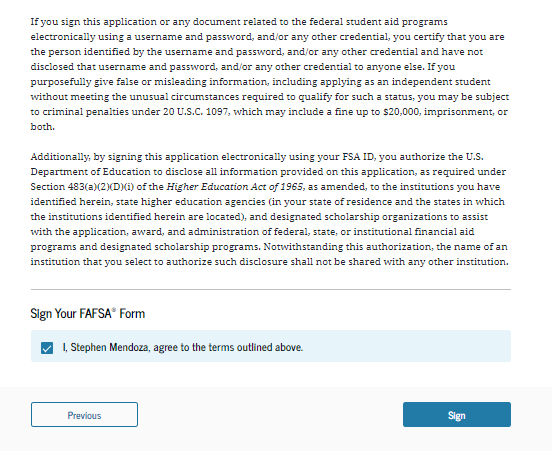 If you sign this application or any document related to the federal student aid programs
electronically using a username and password, and/or any other credential, you certify that you are
the person identified by the username and password, and/or any other credential and have not
disclosed that username and password, and/or any other credential to anyone else. If you
purposefully give false or misleading information, including applying as an independent student
without meeting the unusual circumstances required to qualify for such a status, you may be subject
to criminal penalties under 20 U.S.C. 1097, which may include a fine up to $20,000, imprisonment, or
both.
Additionally, by signing this application electronically using your FSA ID, you authorize the U.S.
Department of Education to disclose all information provided on this application, as required under
Section 483(a)(2)(D)(i) of the Higher Education Act of 1965, as amended, to the institutions you have
identified herein, state higher education agencies (in your state of residence and the states in which
the institutions identified herein are located), and designated scholarship organizations to assist
with the application, award, and administration of federal, state, or institutional financial aid
programs and designated scholarship programs. Notwithstanding this authorization, the name of an
institution that you select to authorize such disclosure shall not be shared with any other institution.
Sign Your FAFSA® Form
I, Stephen Mendoza, agree to the terms outlined above.
Previous
Sign